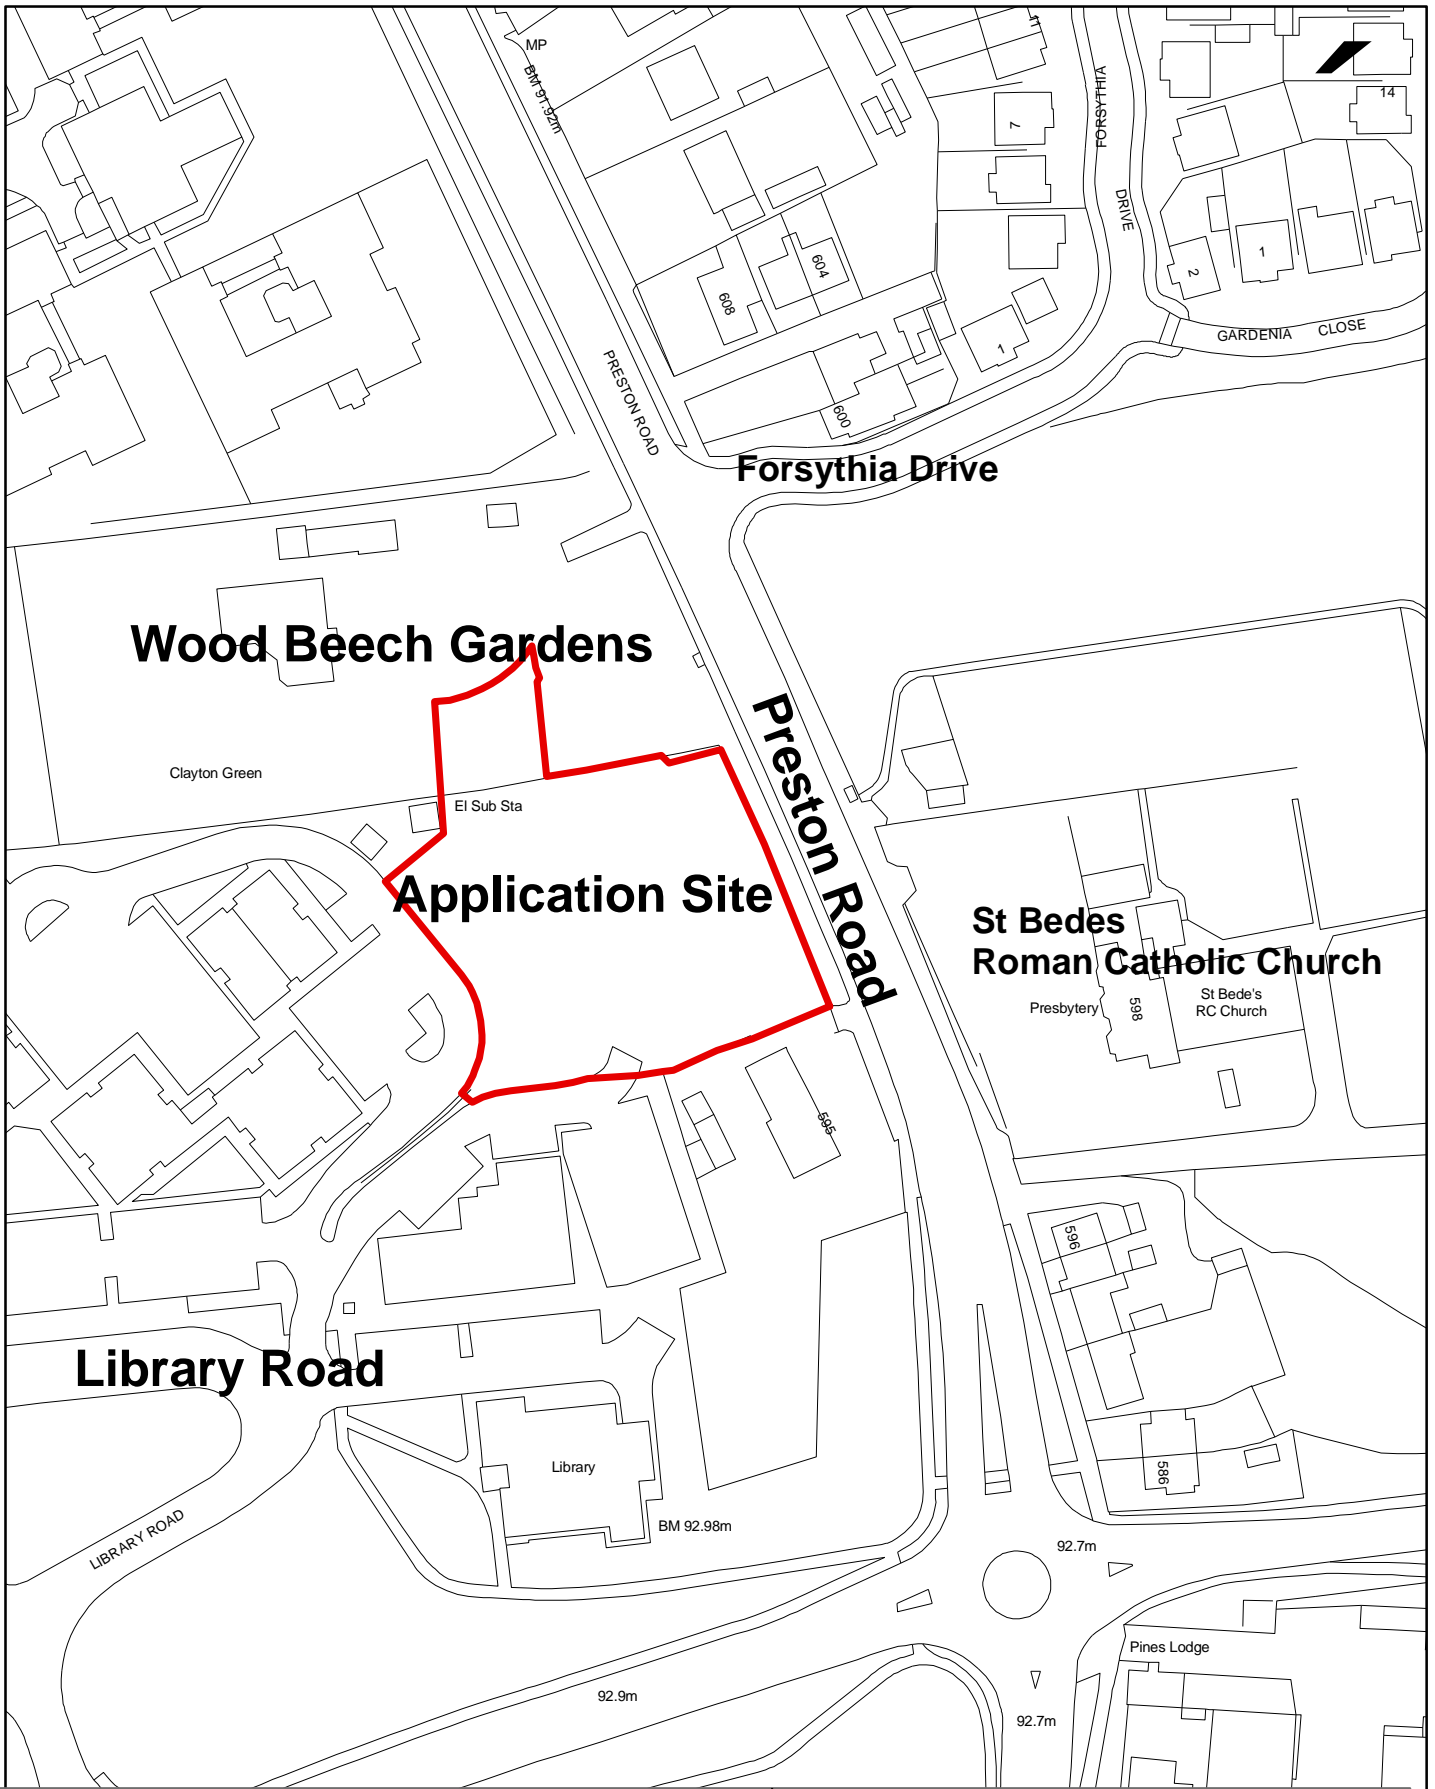 MP
BM 91.92m
11
FORSYTHIA
DRIVE
7
14
2
1
604
608
1
GARDENIA CLOSE
PRESTON ROAD
600
Forsythia Drive
Wood Beech Gardens
Preston Road
Clayton Green
El Sub Sta
Application Site
St Bedes
Roman Catholic Church
Presbytery
598
St Bede's
RC Church
595
596
Library Road
Library
586
LIBRARY ROAD
BM 92.98m
92.7m
Pines Lodge
92.9m
92.7m